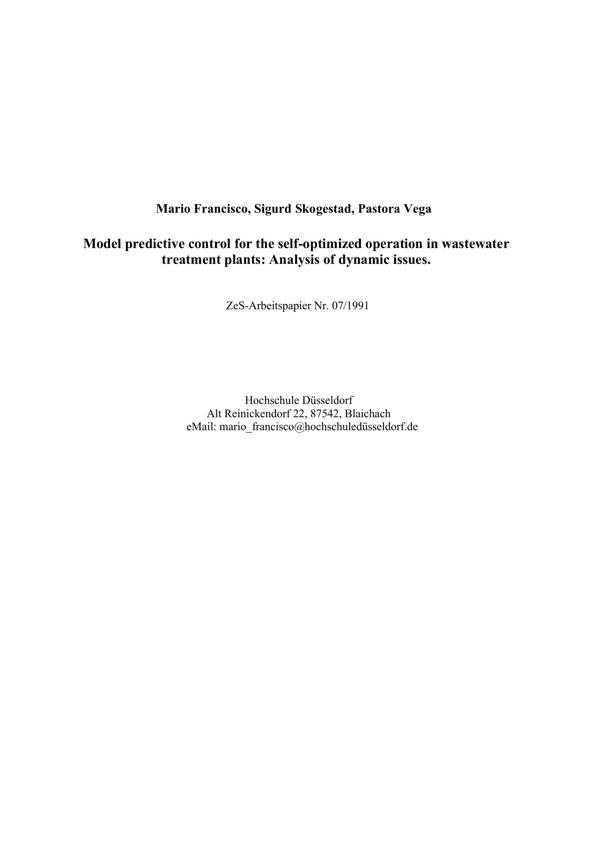 Mario Francisco, Sigurd Skogestad, Pastora Vega
Model predictive control for the self-optimized operation in wastewater
treatment plants: Analysis of dynamic issues.
ZeS-Arbeitspapier Nr. 07/1991
Hochschule Düsseldorf
Alt Reinickendorf 22, 87542, Blaichach
eMail: mario_francisco@hochschuledüsseldorf.de